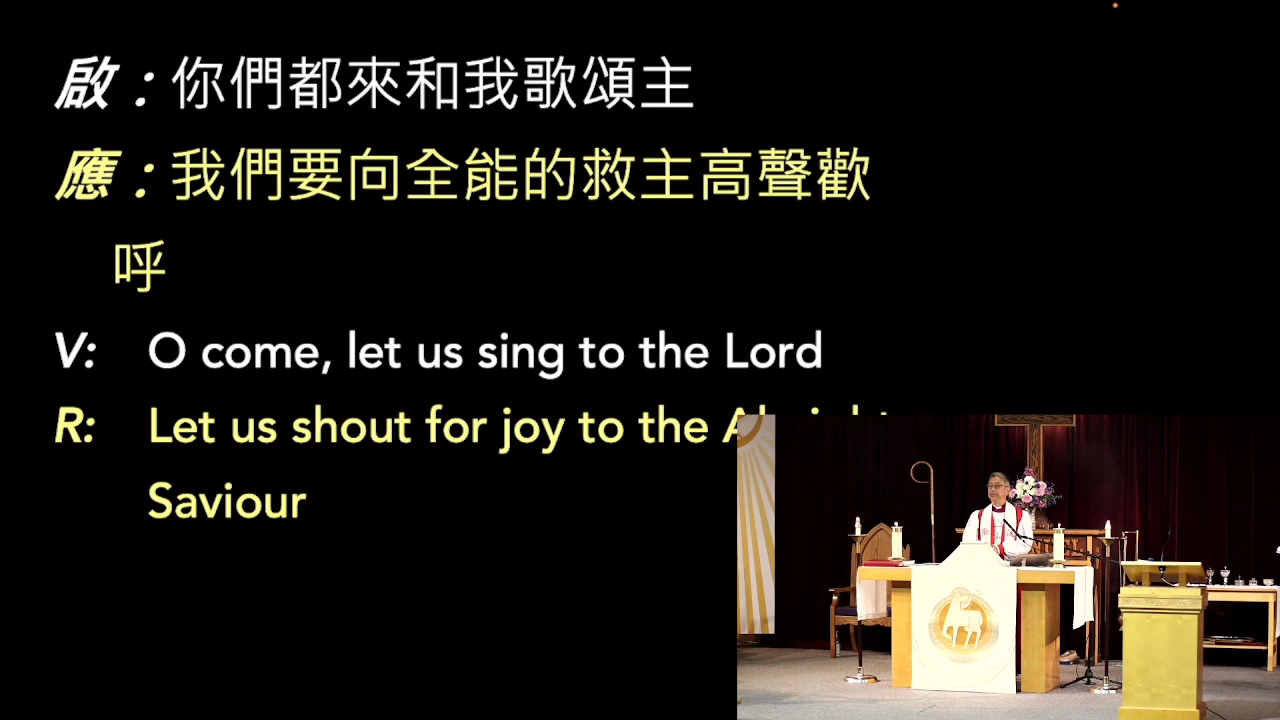 啟：你們都來和我歌頌主
應：我們要向全能的救主高聲歡
呼
V: O come, let us sing to the Lord
R: Let us shout for joy to the
Saviour